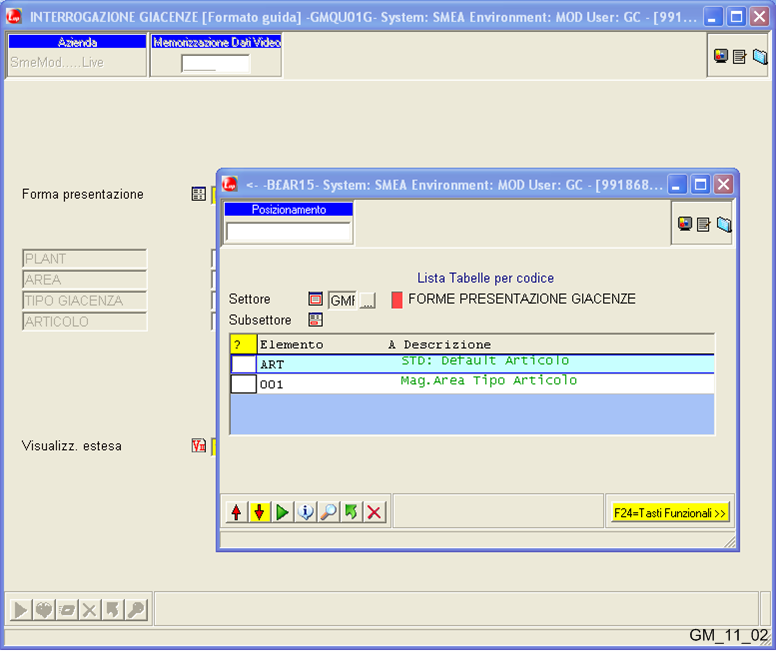 INTERROGAZIONE GIACENZE [Formato guida] -GMQU01G- System: SMEA Environment: MOD User: GC - [991...
Azienda
Memorizzazione Dati Video
SmeMod.....Live
Forma presentazione
<- -B£AR15- System: SMEA Environment: MOD User: GC - [991868...
Posizionamento
PLANT
AREA
TIPO GIACENZA
ARTICOLO
Lista Tabelle per codice
Settore GMF ... FORME PRESENTAZIONE GIACENZE
Subsettore
? Elemento A Descrizione
ART STD: Default Articolo
001 Mag.Area Tipo Articolo
Visualizz. estesa
F24=Tasti Funzionali >>
GM_11_02